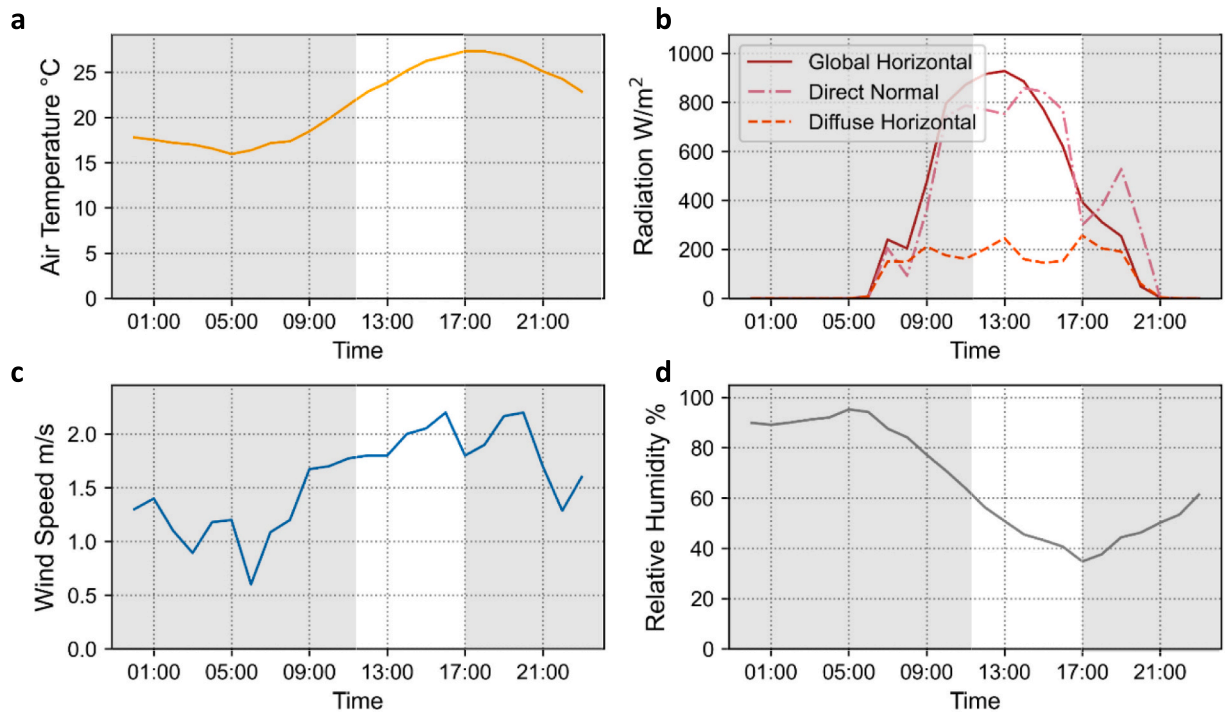 a
Air Temperature °C
25
20
15
10
5
0
01:00 05:00 09:00 13:00 17:00 21:00
Time
b
Radiation W/m²
1000
800
600
400
200
0
Global Horizontal
Direct Normal
Diffuse Horizontal
01:00 05:00 09:00 13:00 17:00 21:00
Time
c
Wind Speed m/s
2.0
1.5
1.0
0.5
0.0
01:00 05:00 09:00 13:00 17:00 21:00
Time
d
Relative Humidity %
100
80
60
40
20
0
01:00 05:00 09:00 13:00 17:00 21:00
Time